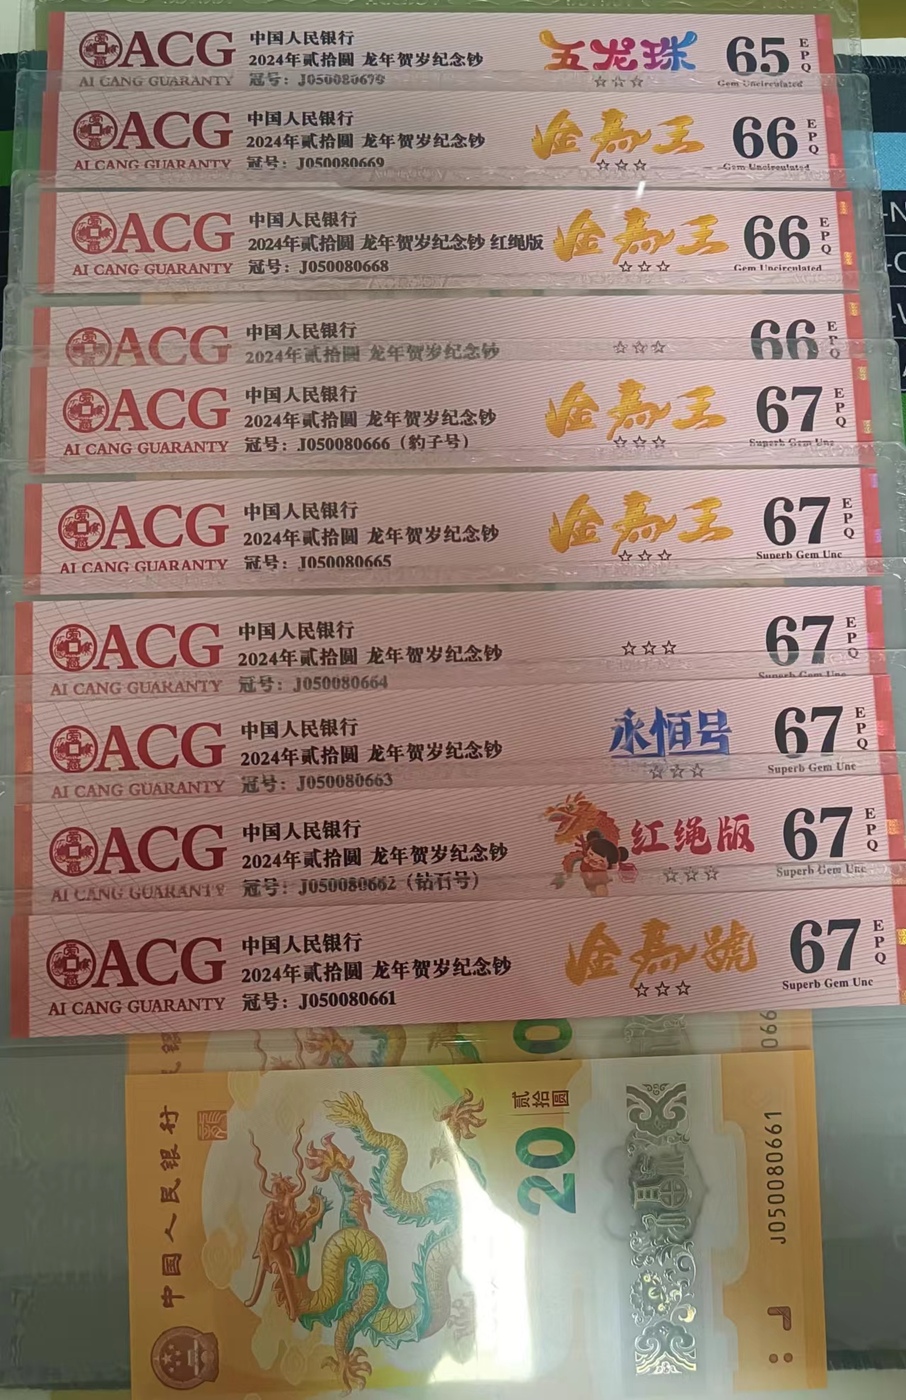 ACG
AI CANG GUARANTY
中国人民银行
2024年贰拾圆 龙年贺岁纪念钞
冠号：
五龙珠
☆☆☆
65
EPQ
Gem Uncirculated
ACG
AI CANG GUARANTY
中国人民银行
2024年贰拾圆 龙年贺岁纪念钞
冠号：J050080669
金马王
☆☆☆
66
EPQ
Gem Uncirculated
ACG
AI CANG GUARANTY
中国人民银行
2024年贰拾圆 龙年贺岁纪念钞 红绳版
冠号：J050080668
金马王
☆☆☆
66
EPQ
Gem Uncirculated
ACG
中国人民银行
2024年贰拾圆 龙年贺岁纪念钞
☆☆☆
66
EPQ
ACG
AI CANG GUARANTY
中国人民银行
2024年贰拾圆 龙年贺岁纪念钞
冠号：J050080666（豹子号）
金马王
☆☆☆
67
EPQ
Superb Gem Unc
ACG
AI CANG GUARANTY
中国人民银行
2024年贰拾圆 龙年贺岁纪念钞
冠号：J050080665
金马王
☆☆☆
67
EPQ
Superb Gem Unc
ACG
AI CANG GUARANTY
中国人民银行
2024年贰拾圆 龙年贺岁纪念钞
冠号：J050080664
☆☆☆
67
EPQ
ACG
AI CANG GUARANTY
中国人民银行
2024年贰拾圆 龙年贺岁纪念钞
冠号：J050080663
永恒号
☆☆☆
67
EPQ
Superb Gem Unc
ACG
AI CANG GUARANTY
中国人民银行
2024年贰拾圆 龙年贺岁纪念钞
冠号：J050080662（钻石号）
红绳版
☆☆☆
67
EPQ
Superb Gem Unc
ACG
AI CANG GUARANTY
中国人民银行
2024年贰拾圆 龙年贺岁纪念钞
冠号：J050080661
金马號
☆☆☆
67
EPQ
Superb Gem Unc
中国人民银行
贰拾圆
20
J050080661